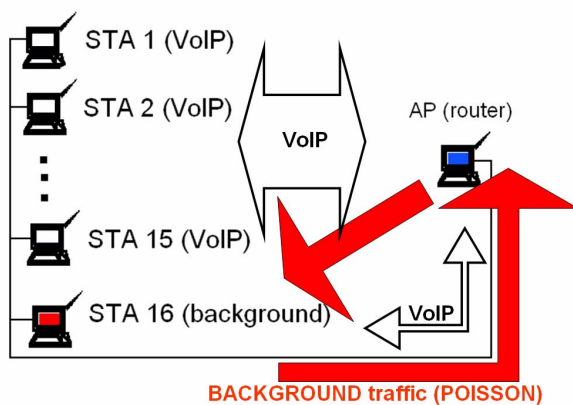 STA 1 (VoIP)
STA 2 (VoIP)
VoIP
AP (router)
STA 15 (VoIP)
STA 16 (background)
VoIP
BACKGROUND traffic (POISSON)